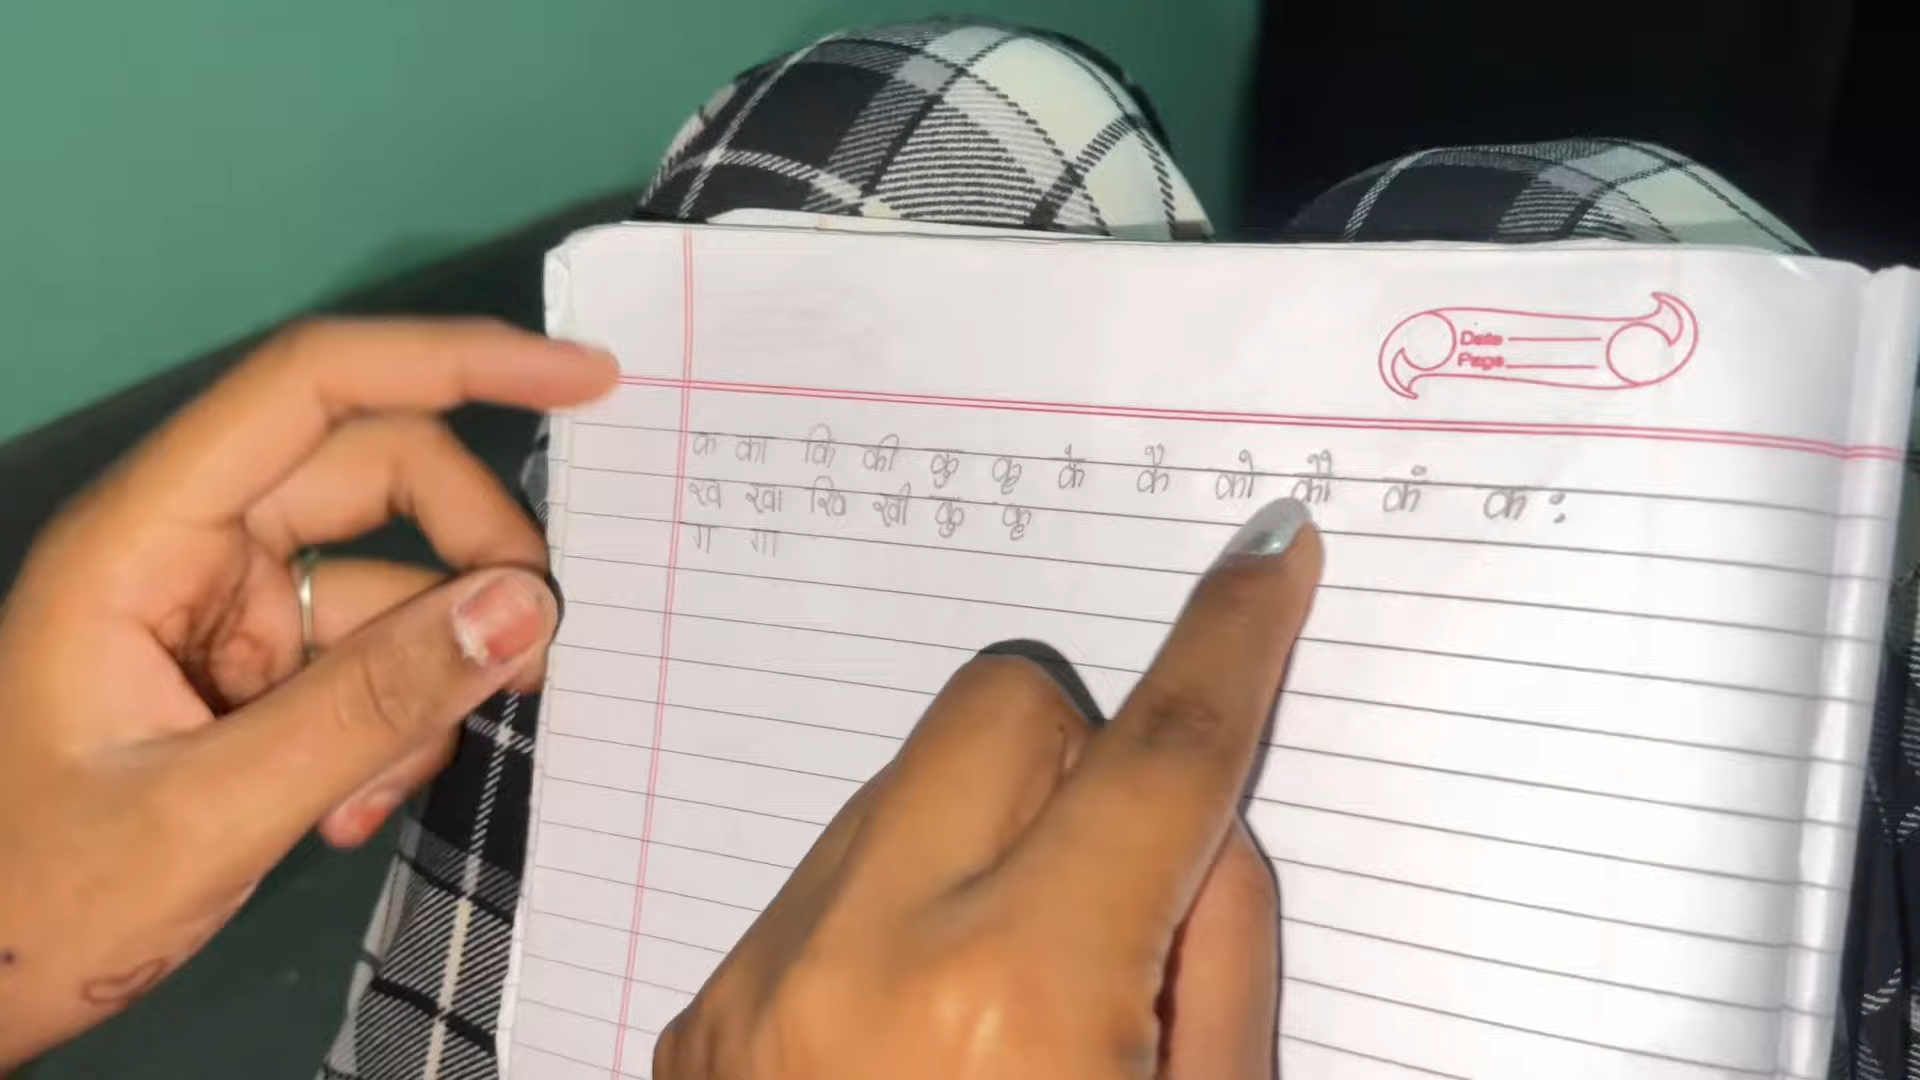 Date
Page
क का कि की कु कू के कै को कौ कं कः
ख खा खि खी कु कू
ग गा